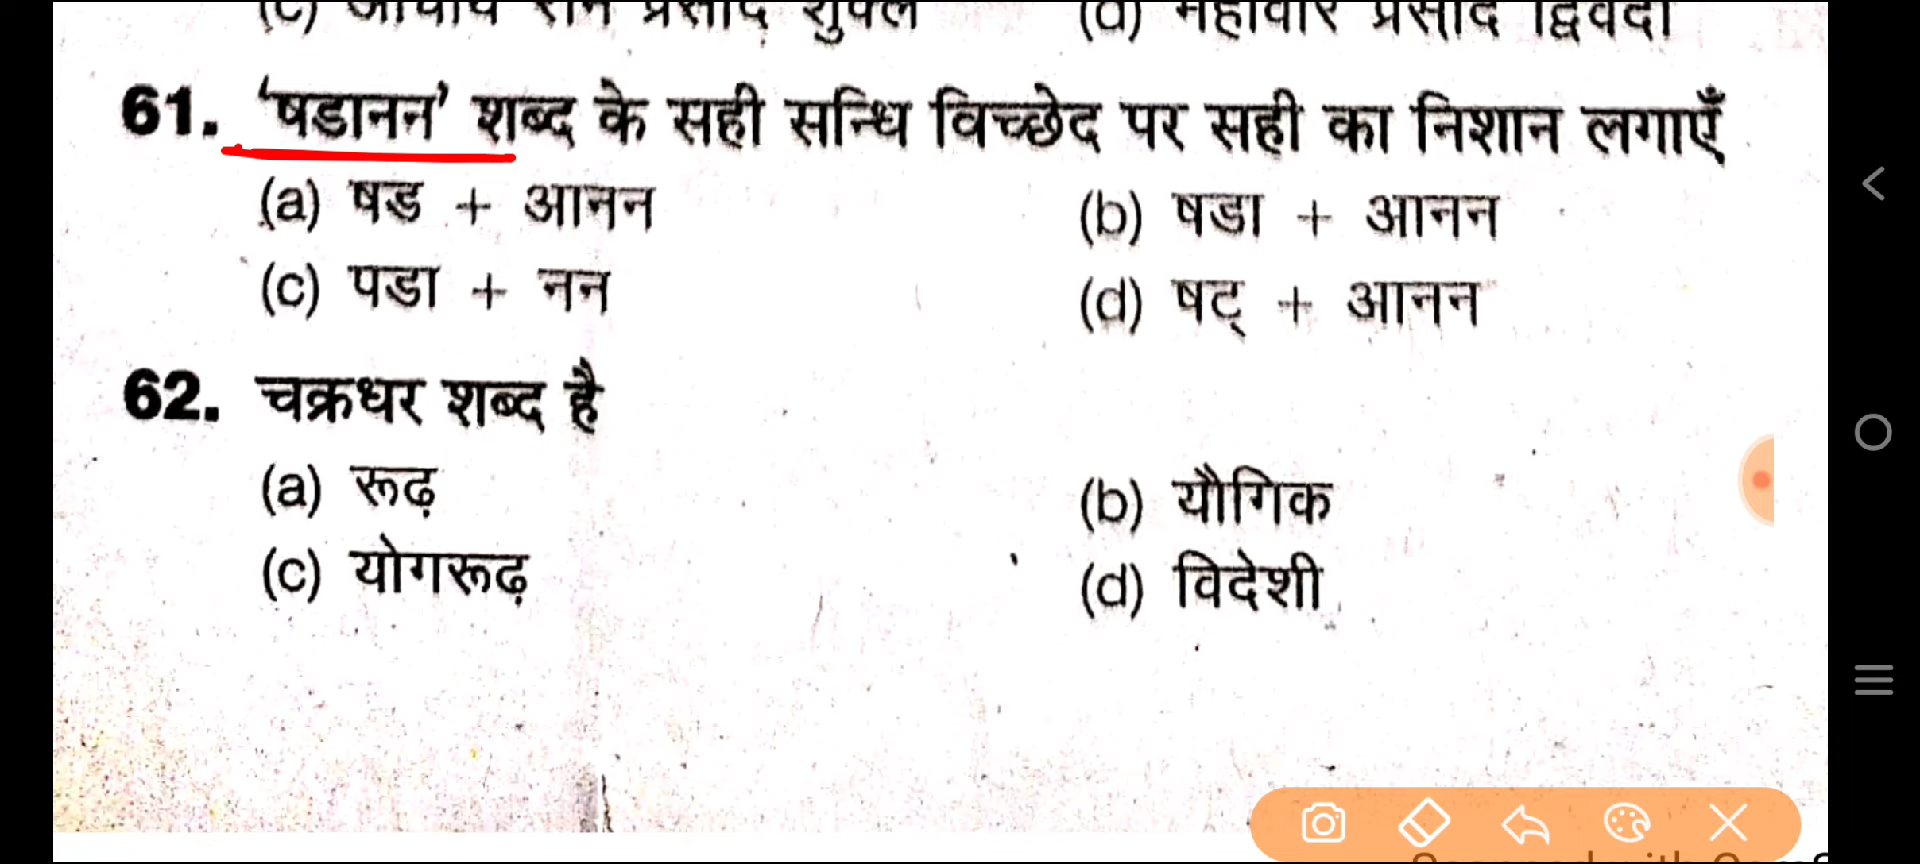 61. 'षडानन' शब्द के सही सन्धि विच्छेद पर सही का निशान लगाएँ
(a) षड + आनन (b) षडा + आनन
(c) पडा + नन (d) षट् + आनन
62. चक्रधर शब्द है
(a) रूढ़ (b) यौगिक
(c) योगरूढ़ (d) विदेशी